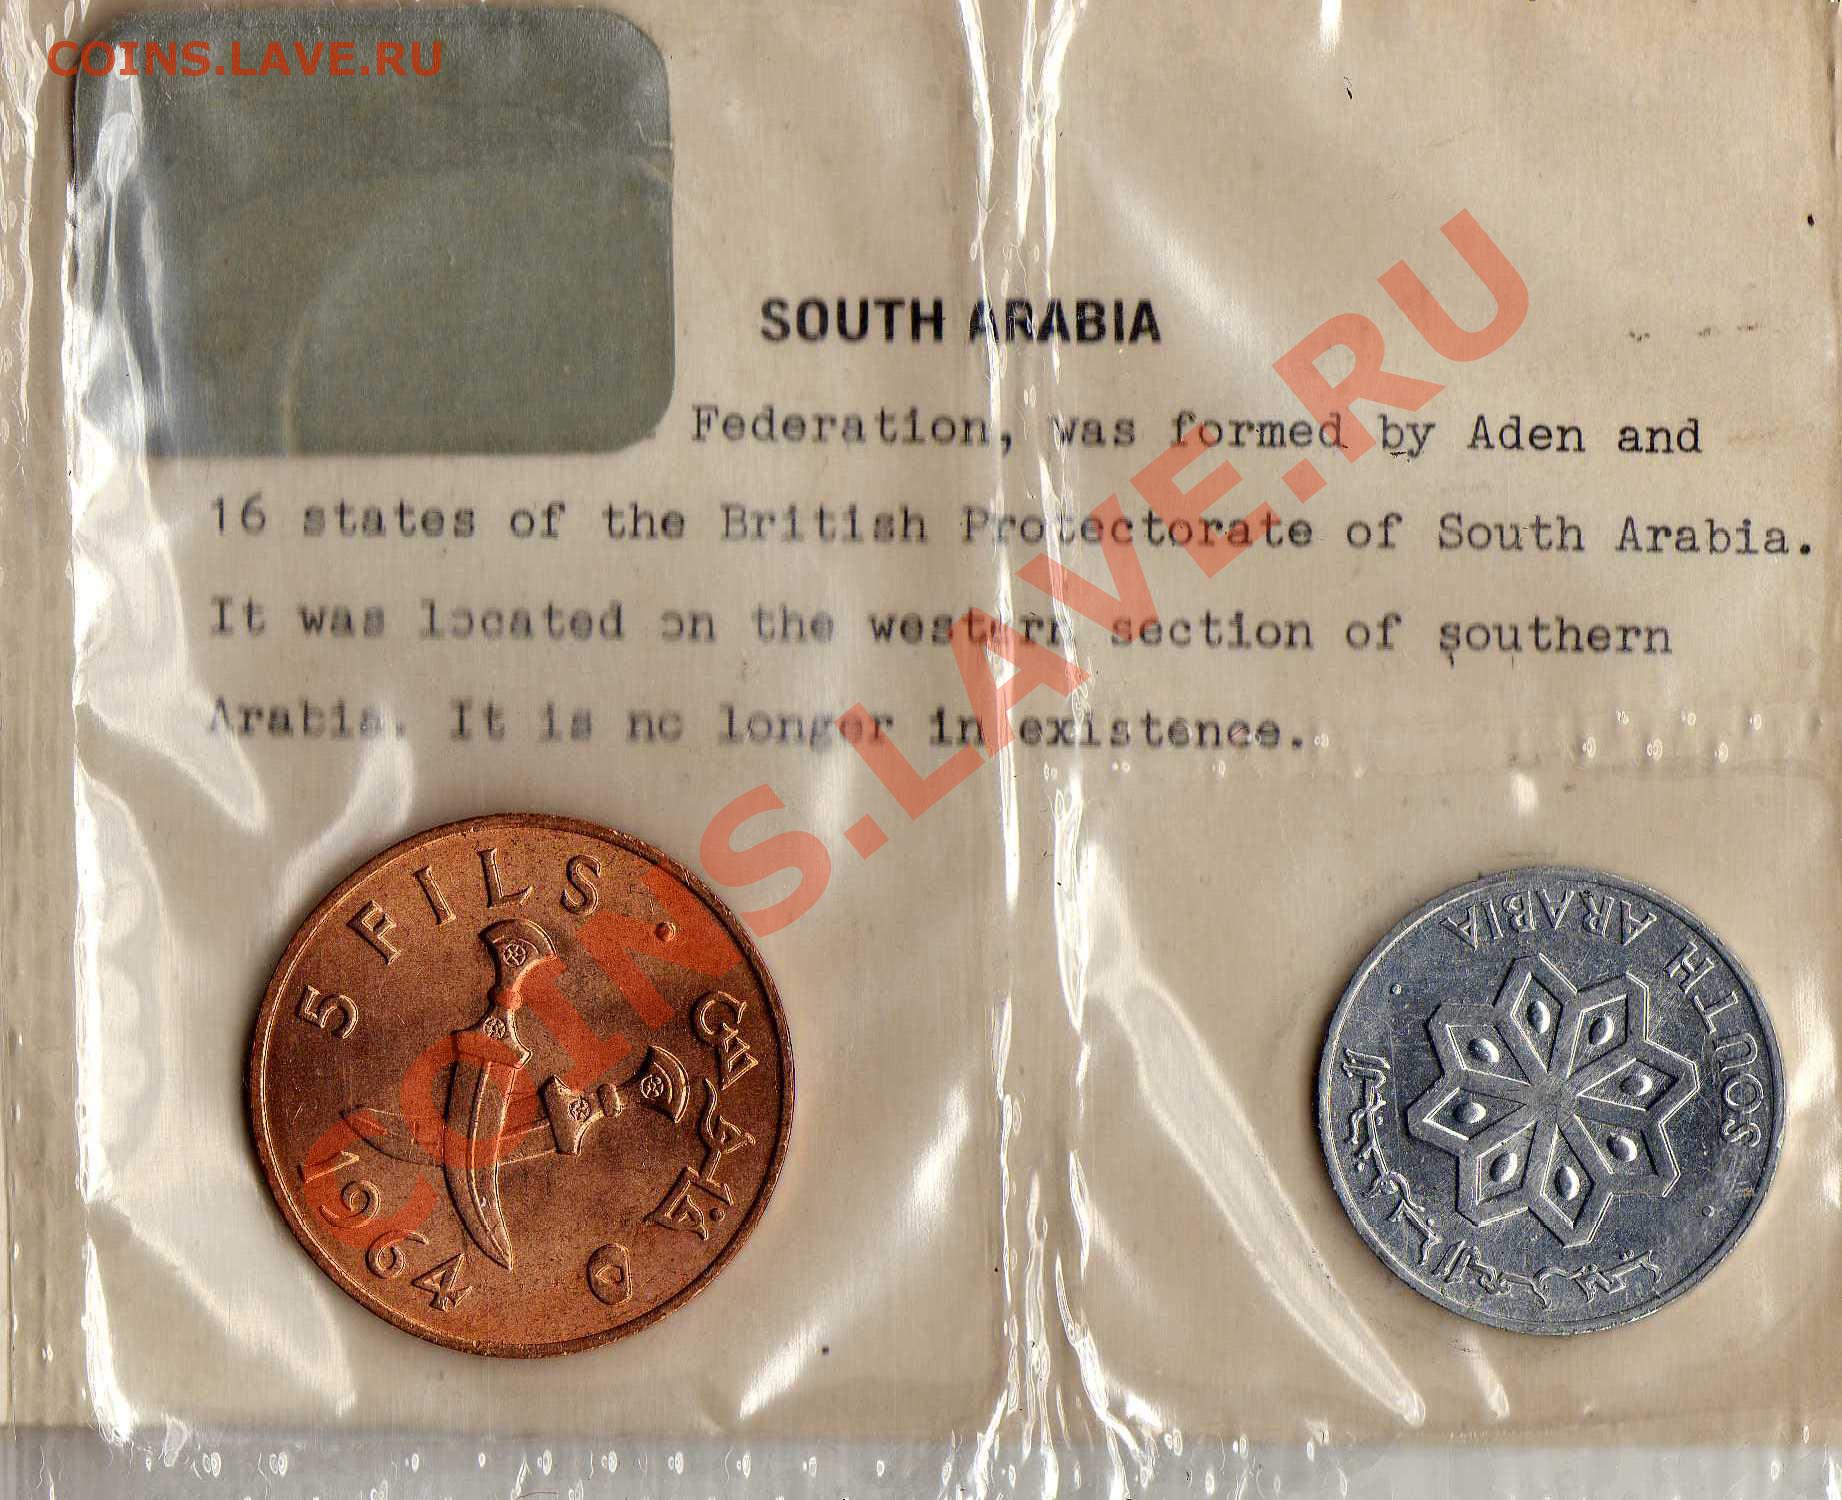 COINS.LAVE.RU
SOUTH ARABIA
Federation, was formed by Aden and
16 states of the British Protectorate of South Arabia.
It was located on the western section of southern
Arabia. It is no longer in existence.
COINS.LAVE.RU
5 FILS
1964
٥
SOUTH ARABIA